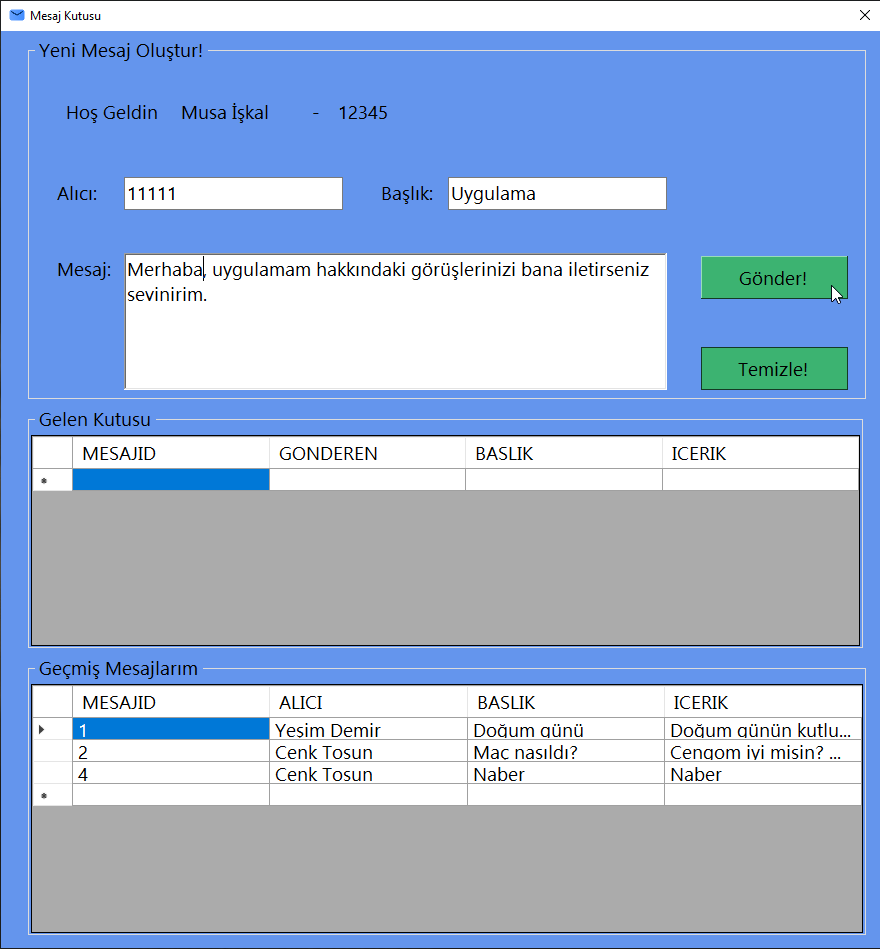 Mesaj Kutusu
Yeni Mesaj Oluştur!
Hoş Geldin Musa İşkal - 12345
Alıcı: 11111 Başlık: Uygulama
Mesaj: Merhaba, uygulamam hakkındaki görüşlerinizi bana iletirseniz
sevinirim.
Gönder!
Temizle!
Gelen Kutusu
MESAJID GONDEREN BASLIK ICERIK
Geçmiş Mesajlarım
MESAJID ALICI BASLIK ICERIK
1 Yeşim Demir Doğum günü Doğum günün kutlu...
2 Cenk Tosun Maç nasıldı? Cengom iyi misin? ...
4 Cenk Tosun Naber Naber